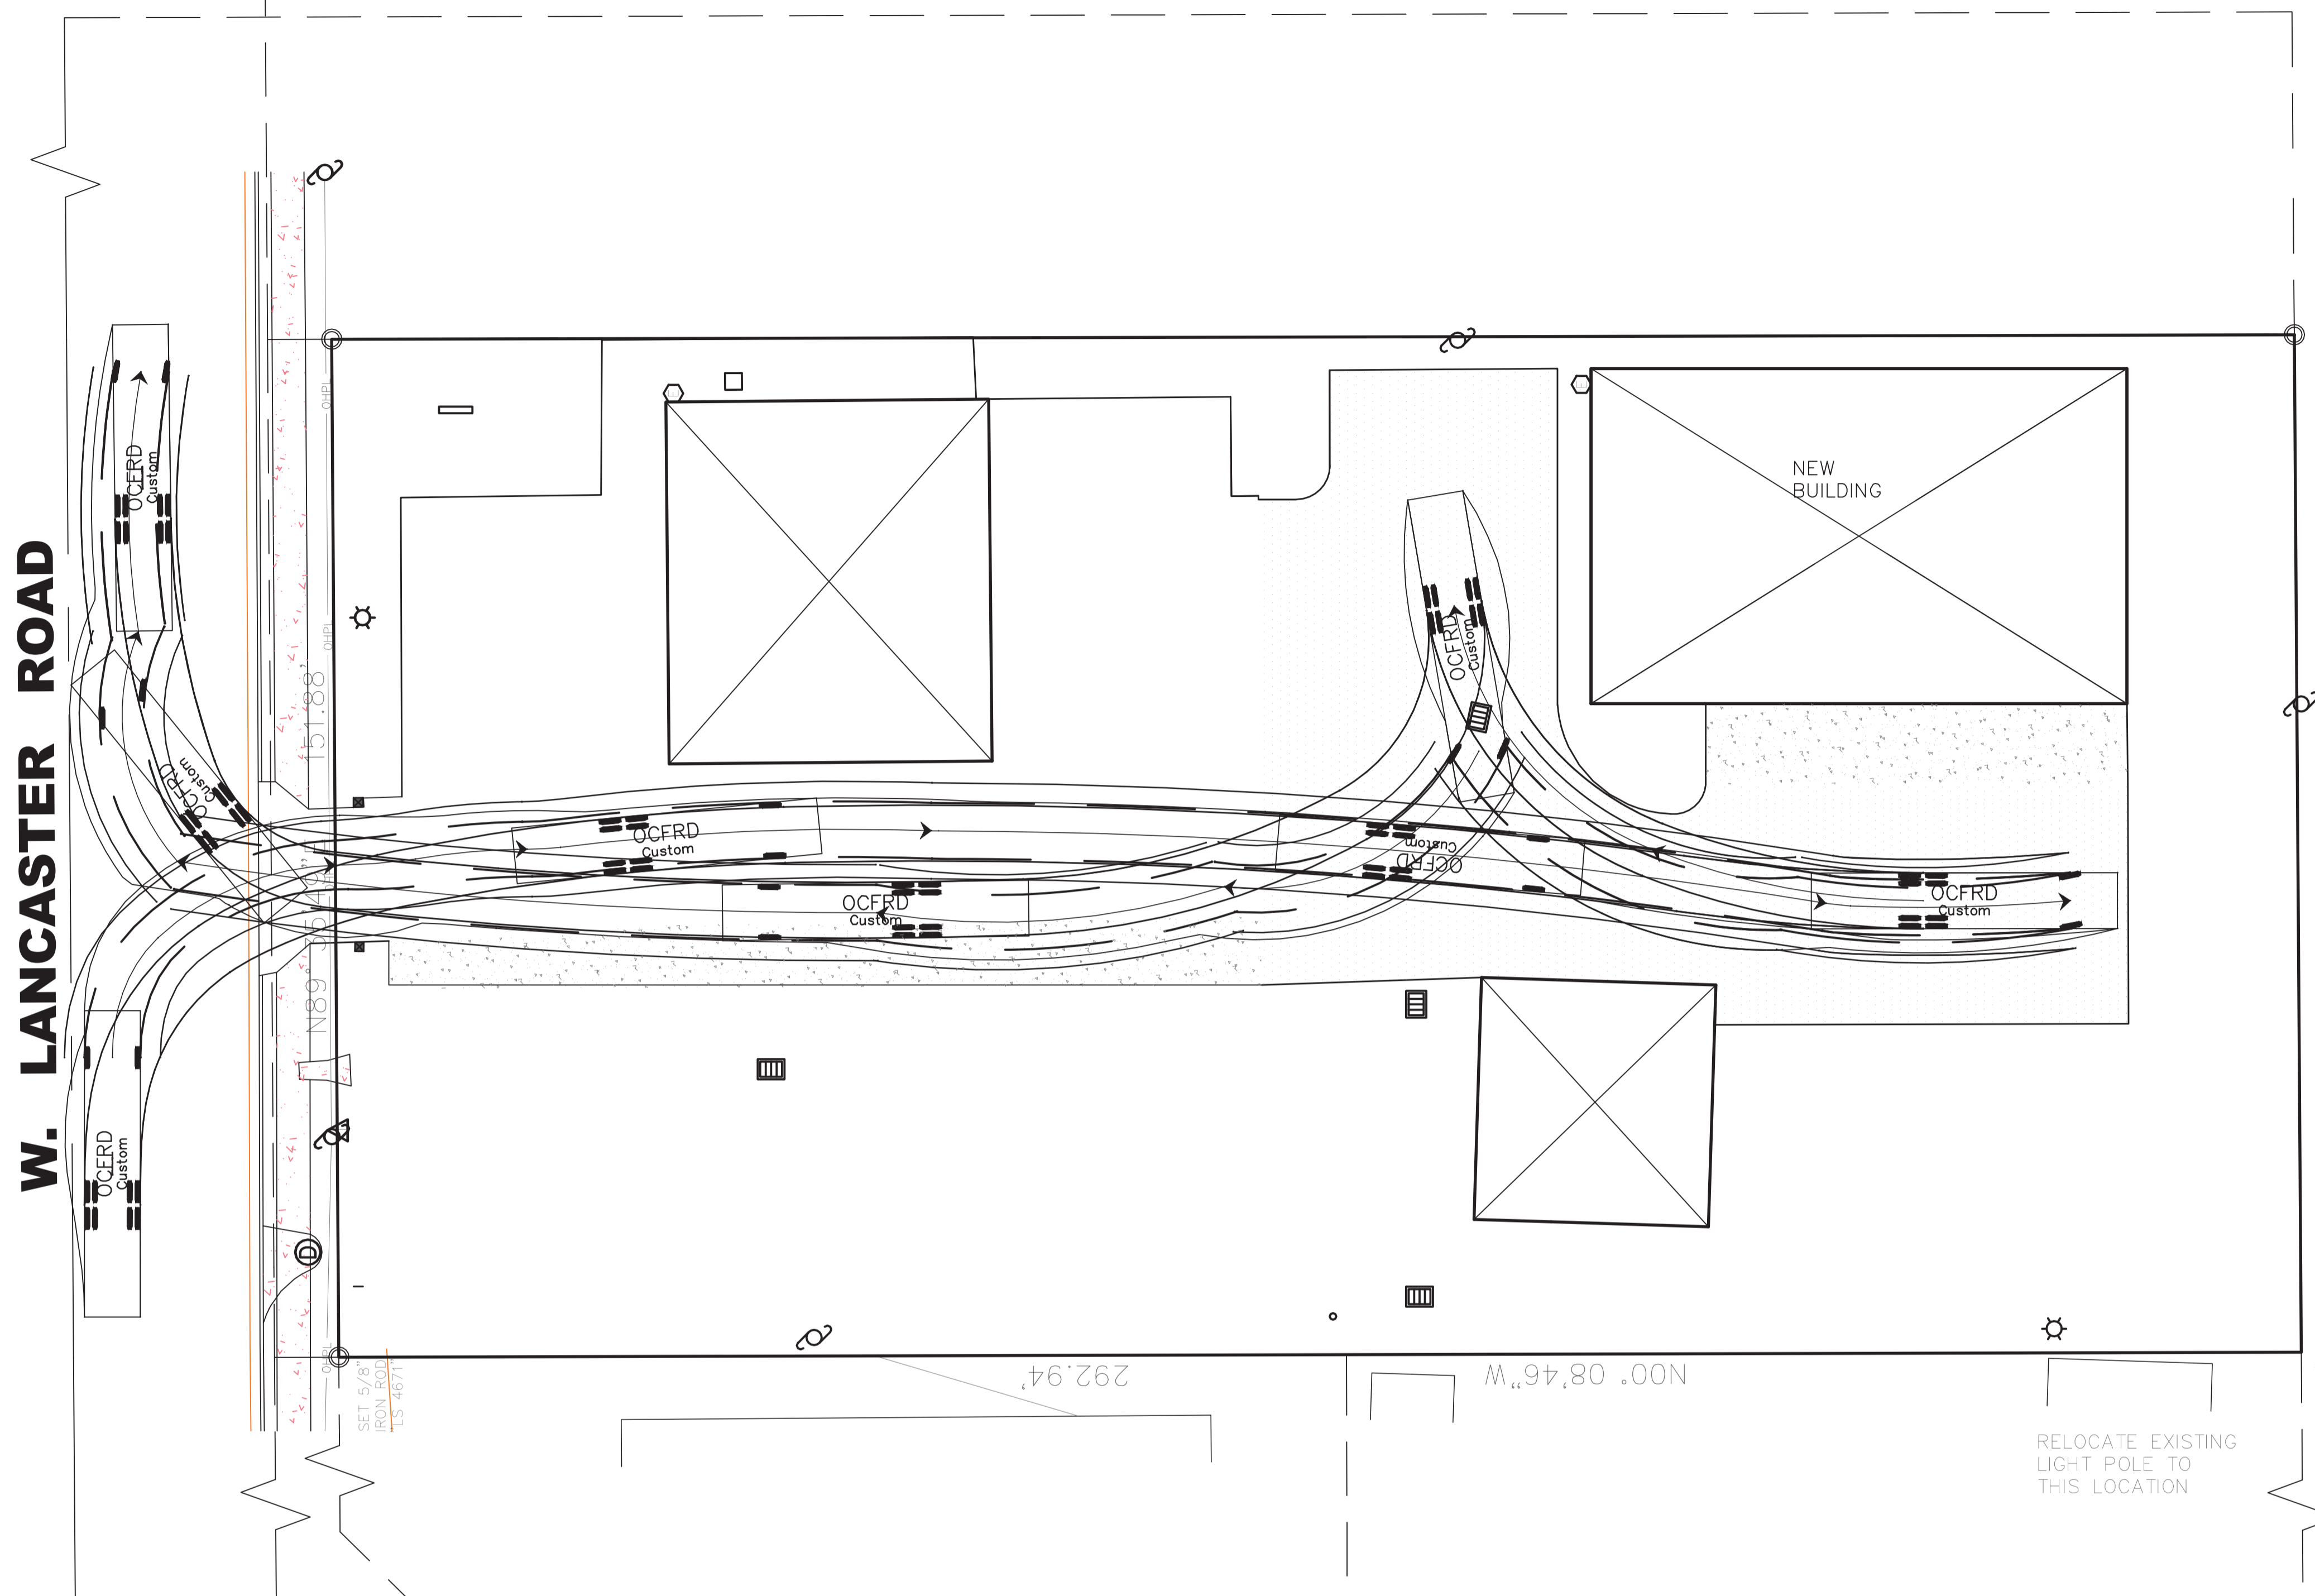 W. LANCASTER ROAD
OHPL
OHPL
OHPL
151.88'
OCFRD
Custom
OCFRD
Custom
OCFRD
Custom
OCFRD
Custom
OCFRD
Custom
OCFRD
Custom
OCFRD
Custom
OCFRD
Custom
NEW
BUILDING
D
SET 5/8"
IRON ROD
"LS 4671"
292.94'
N00° 08'46"W
RELOCATE EXISTING
LIGHT POLE TO
THIS LOCATION